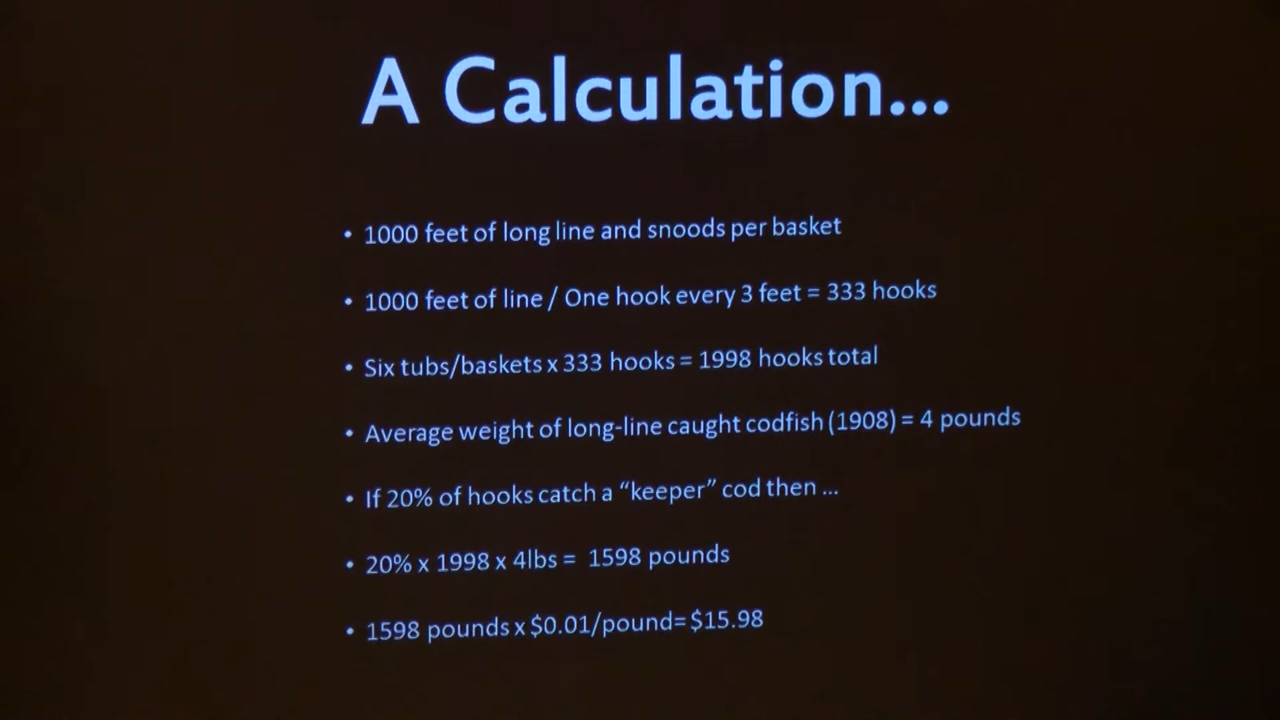 A Calculation...
• 1000 feet of long line and snoods per basket
• 1000 feet of line / One hook every 3 feet = 333 hooks
• Six tubs/baskets x 333 hooks = 1998 hooks total
• Average weight of long-line caught codfish (1908) = 4 pounds
• If 20% of hooks catch a “keeper” cod then ...
• 20% x 1998 x 4lbs =  1598 pounds
• 1598 pounds x $0.01/pound= $15.98